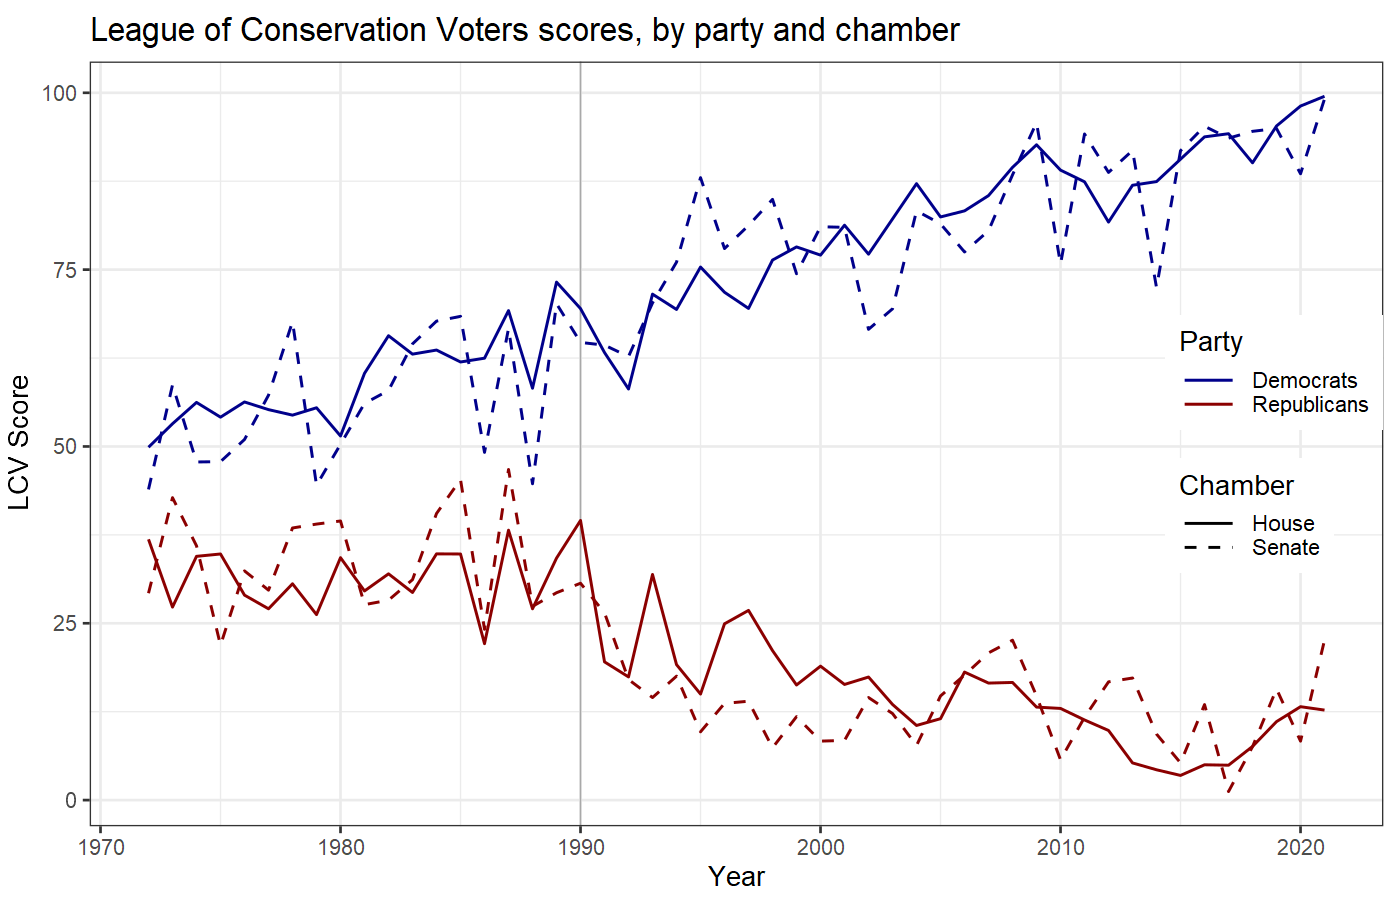 League of Conservation Voters scores, by party and chamber
100
75
50
25
0
LCV Score
Party
Democrats
Republicans
Chamber
House
Senate
1970 1980 1990 2000 2010 2020
Year